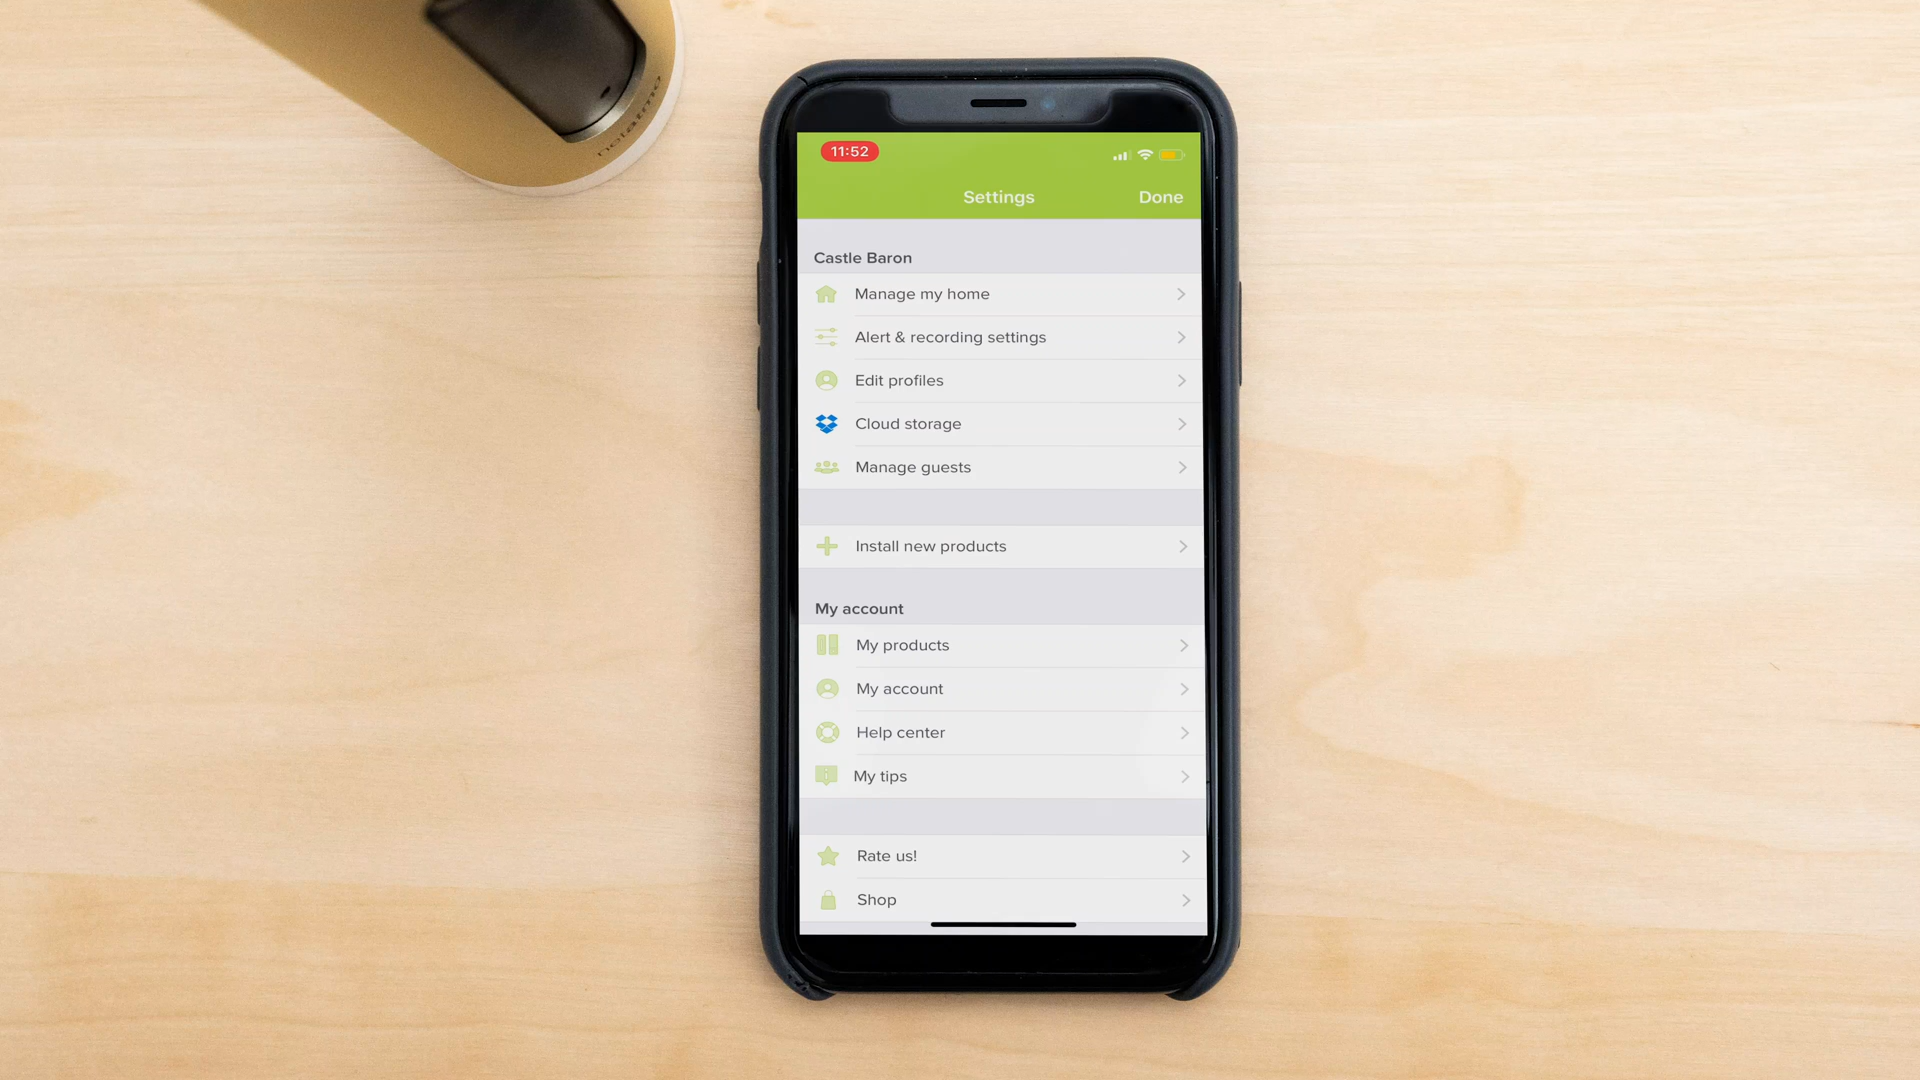 netatmo
11:52
Settings
Done
Castle Baron
Manage my home
Alert & recording settings
Edit profiles
Cloud storage
Manage guests
Install new products
My account
My products
My account
Help center
My tips
Rate us!
Shop